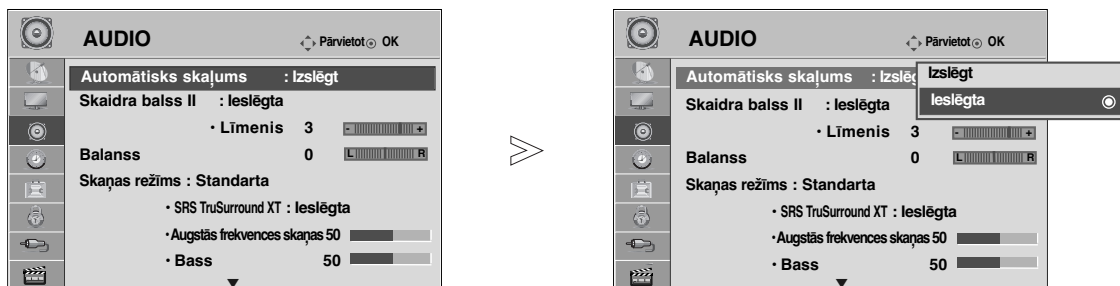 AUDIO
Pārvietot OK
Automātisks skaļums : Izslēgt
Skaidra balss II : Ieslēgta
• Līmenis 3 - +
Balanss 0 L R
Skaņas režīms : Standarta
• SRS TruSurround XT : Ieslēgta
• Augstās frekvences skaņas 50
• Bass 50
>
AUDIO
Pārvietot OK
Automātisks skaļums : Izslēg
Izslēgt
Ieslēgta
Skaidra balss II : Ieslēgta
• Līmenis 3 - +
Balanss 0 L R
Skaņas režīms : Standarta
• SRS TruSurround XT : Ieslēgta
• Augstās frekvences skaņas 50
• Bass 50